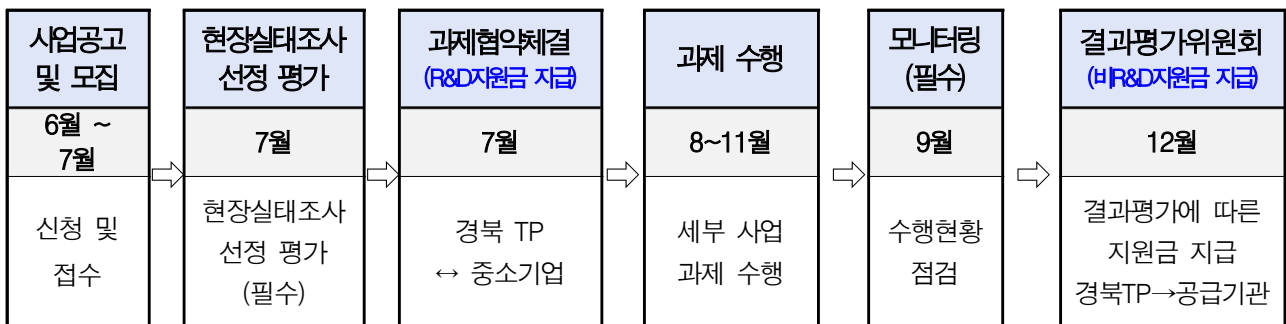 사업공고
및 모집
6월 ~
7월
신청 및
접수
현장실태조사
선정 평가
7월
현장실태조사
선정 평가
(필수)
과제협약체결
(R&D지원금 지급)
7월
경북 TP
↔ 중소기업
과제 수행
8~11월
세부 사업
과제 수행
모니터링
(필수)
9월
수행현황
점검
결과평가위원회
(비R&D지원금 지급)
12월
결과평가에 따른
지원금 지급
경북TP→공급기관